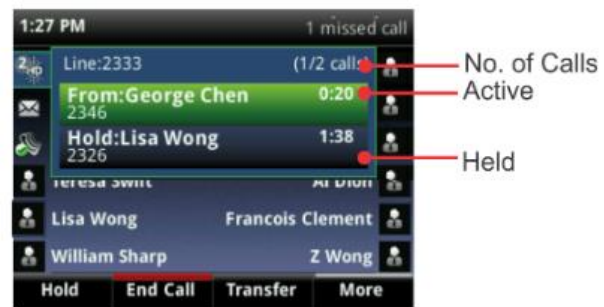 1:27 PM 1 missed call
Line:2333 (1/2 calls
No. of Calls
From:George Chen 0:20
Active
2346
Hold:Lisa Wong 1:38
2326
Held
Teresa Swift Al Dion
Lisa Wong Francois Clement
William Sharp Z Wong
Hold End Call Transfer More